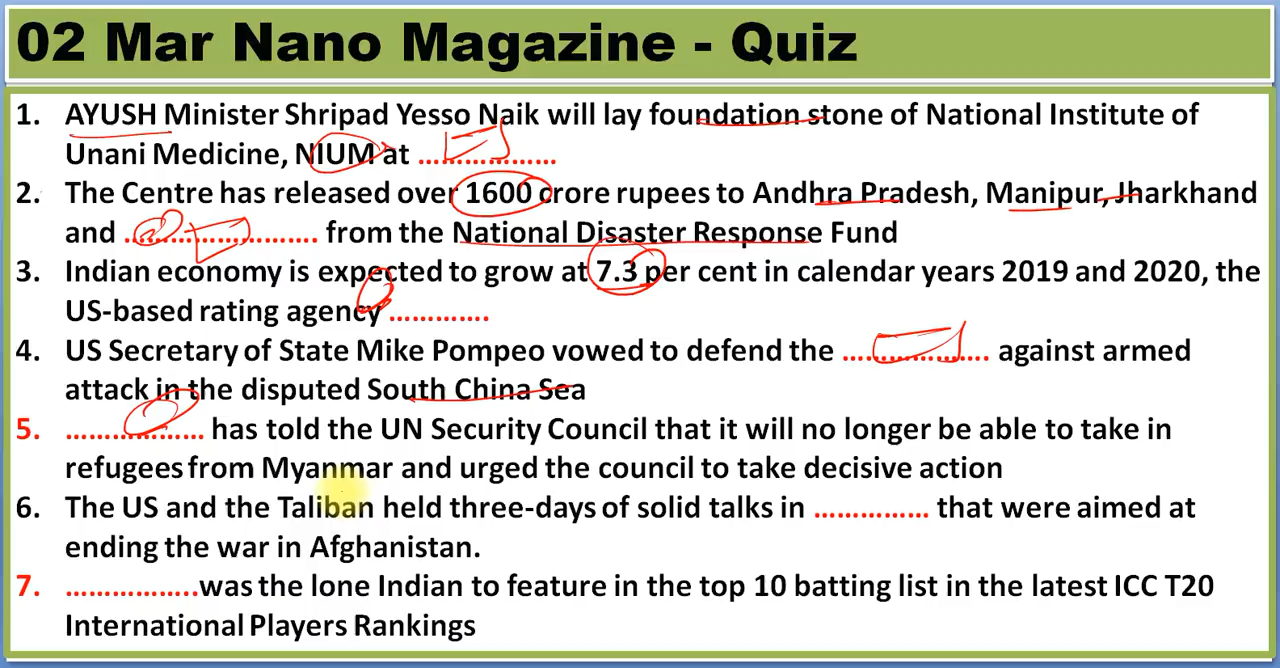 02 Mar Nano Magazine - Quiz
1. AYUSH Minister Shripad Yesso Naik will lay foundation stone of National Institute of
Unani Medicine, NIUM at …………………
2. The Centre has released over 1600 crore rupees to Andhra Pradesh, Manipur, Jharkhand
and ………………………. from the National Disaster Response Fund
3. Indian economy is expected to grow at 7.3 per cent in calendar years 2019 and 2020, the
US-based rating agency ………….
4. US Secretary of State Mike Pompeo vowed to defend the ………………… against armed
attack in the disputed South China Sea
5. ………………… has told the UN Security Council that it will no longer be able to take in
refugees from Myanmar and urged the council to take decisive action
6. The US and the Taliban held three-days of solid talks in …………… that were aimed at
ending the war in Afghanistan.
7. ……………..was the lone Indian to feature in the top 10 batting list in the latest ICC T20
International Players Rankings